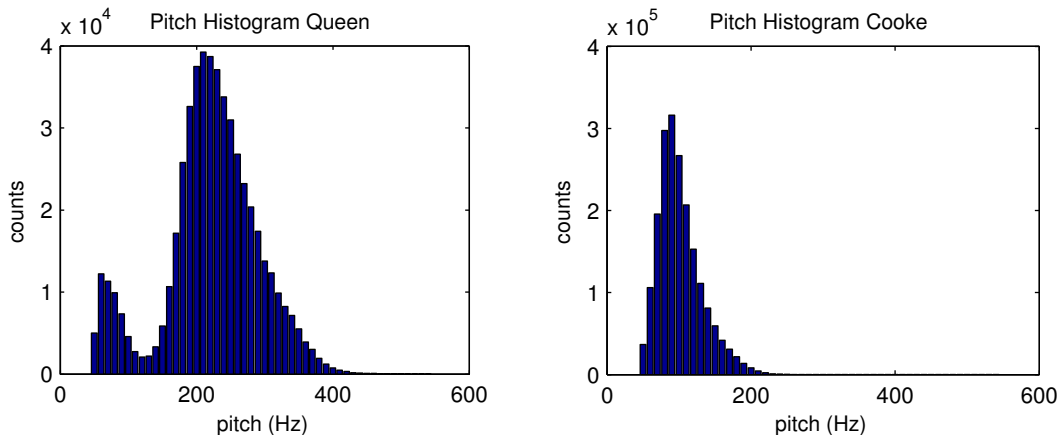 Pitch Histogram Queen
x 10^4
4
3
2
1
0
counts
0 200 400 600
pitch (Hz)
Pitch Histogram Cooke
x 10^5
4
3
2
1
0
counts
0 200 400 600
pitch (Hz)